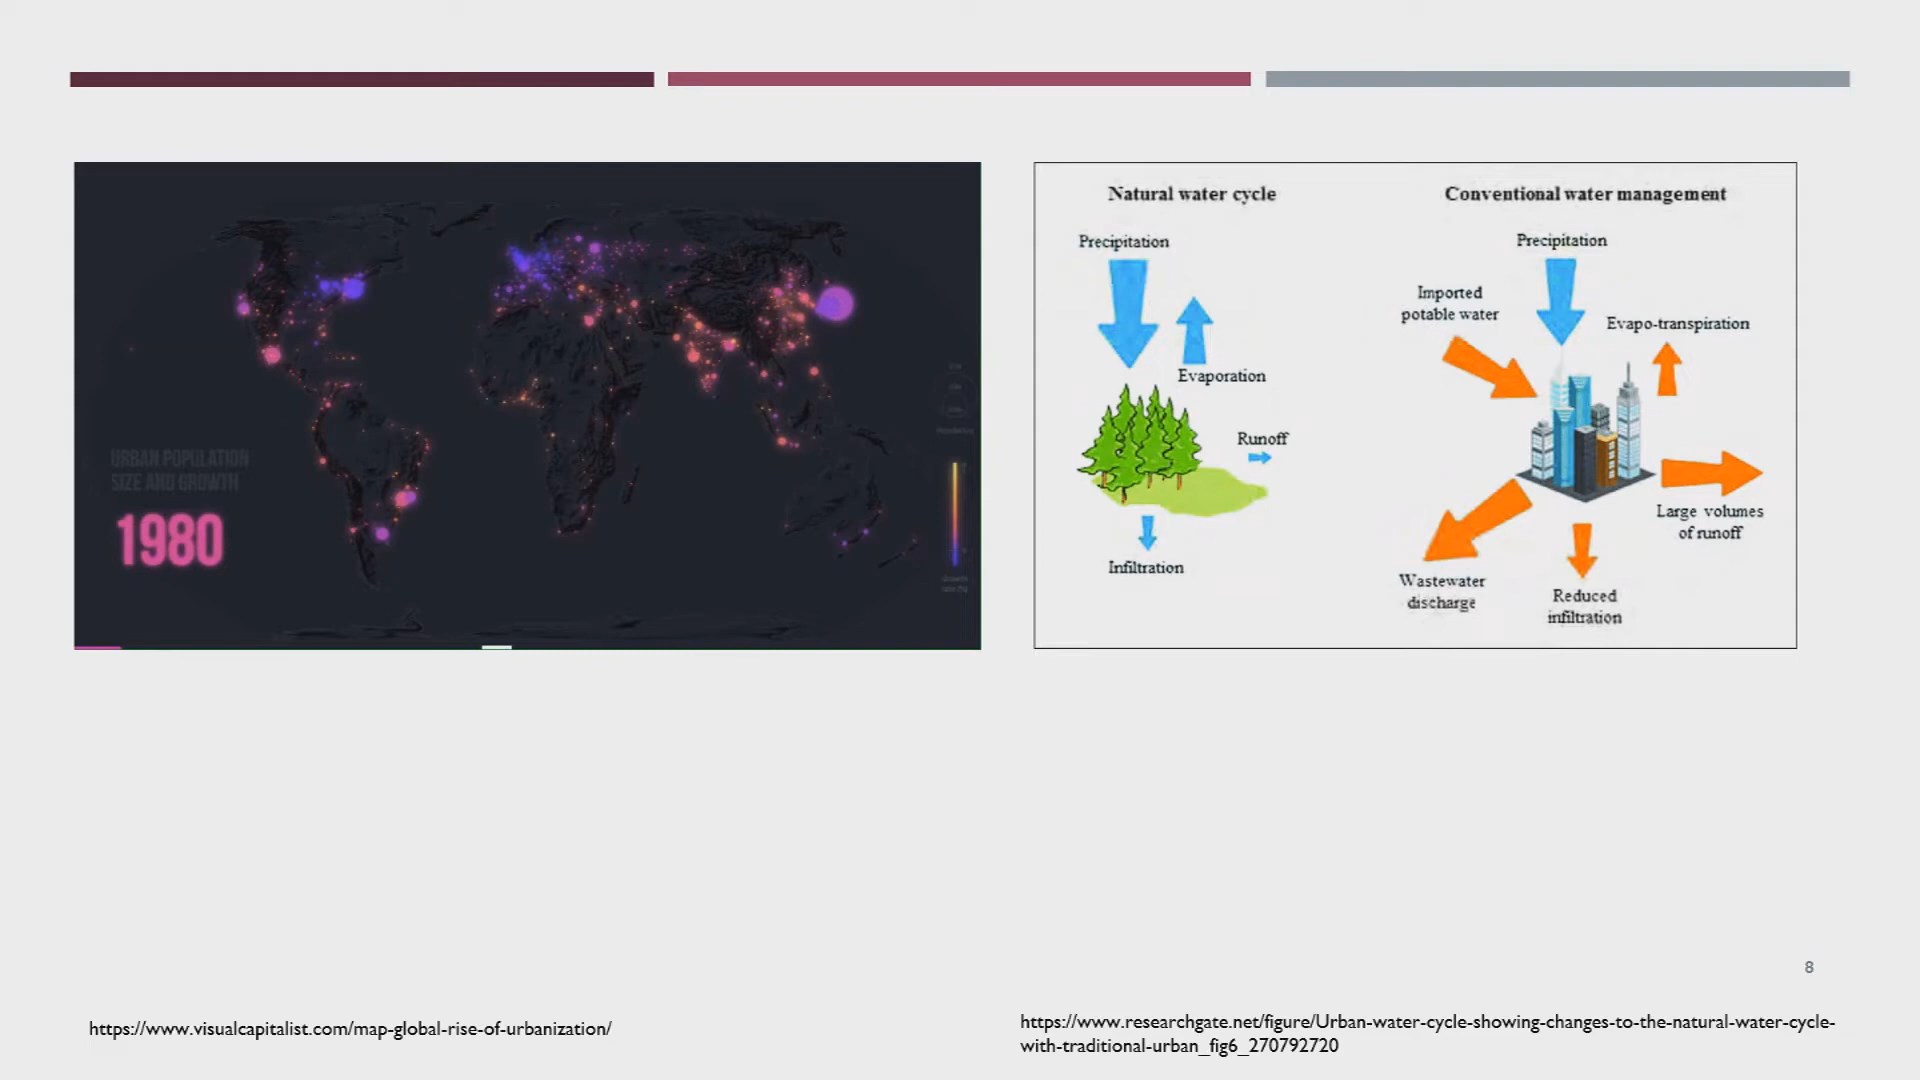 URBAN POPULATION
SIZE AND GROWTH
1980
Natural water cycle
Precipitation
Evaporation
Runoff
Infiltration
Conventional water management
Precipitation
Imported
potable water
Evapo-transpiration
Large volumes
of runoff
Wastewater
discharge
Reduced
infiltration
8
https://www.visualcapitalist.com/map-global-rise-of-urbanization/
https://www.researchgate.net/figure/Urban-water-cycle-showing-changes-to-the-natural-water-cycle-
with-traditional-urban_fig6_270792720